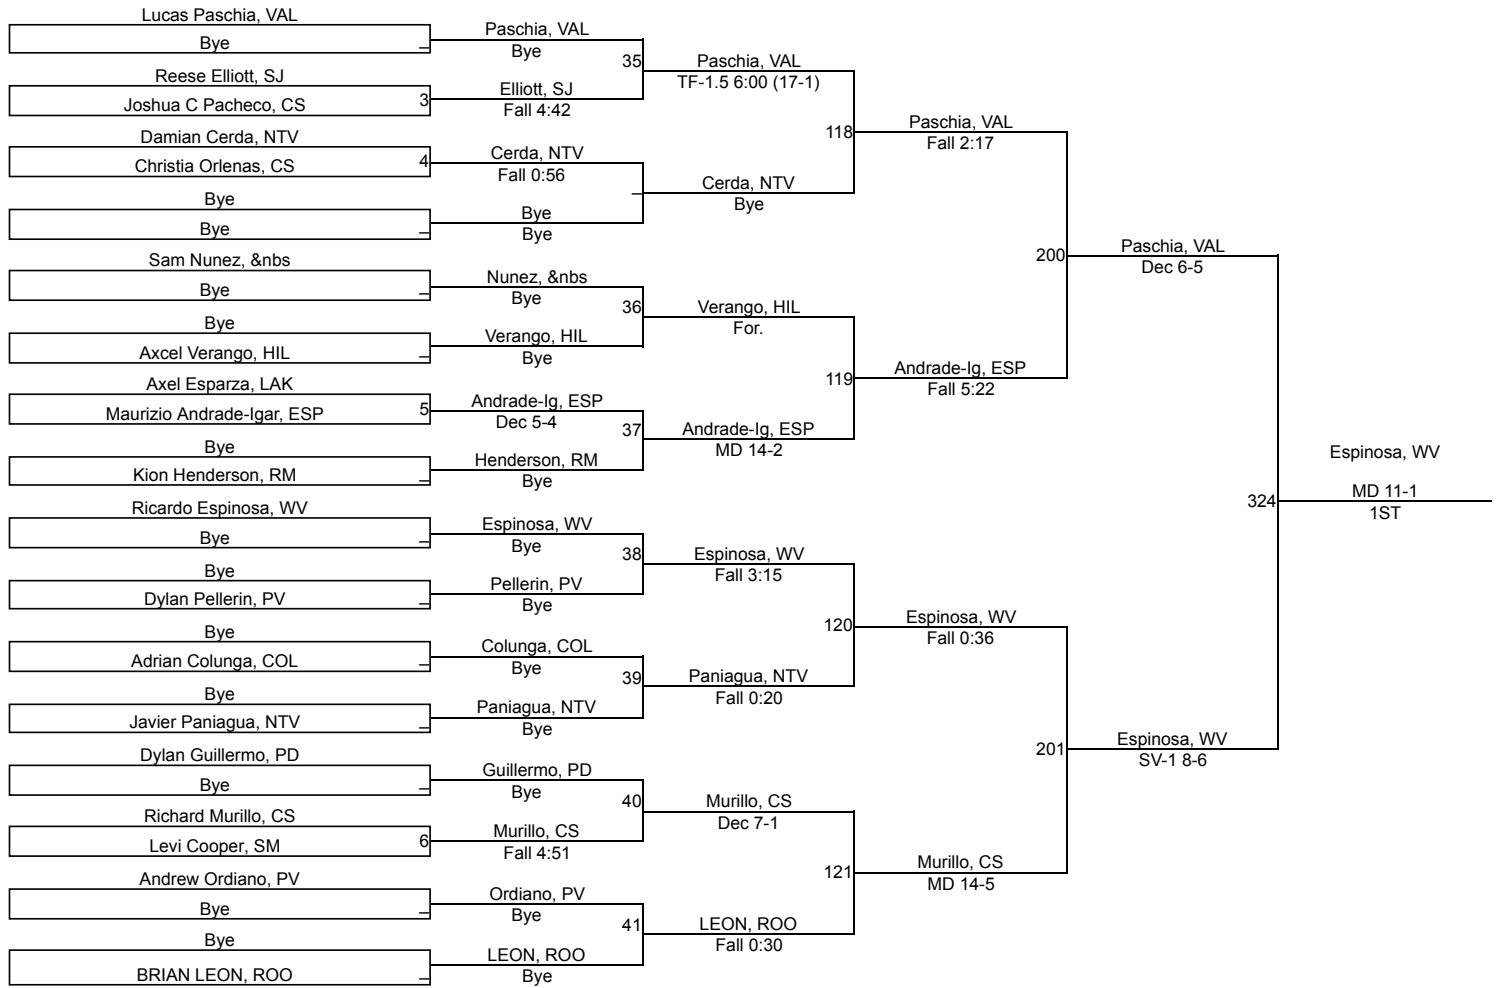 Lucas Paschia, VAL
Bye
Reese Elliott, SJ
Joshua C Pacheco, CS
3
Damian Cerda, NTV
Christia Orlenas, CS
4
Bye
Bye
Sam Nunez, &nbs
Bye
Bye
Axcel Verango, HIL
Axel Esparza, LAK
Maurizio Andrade-Igar, ESP
5
Bye
Kion Henderson, RM
Ricardo Espinosa, WV
Bye
Bye
Dylan Pellerin, PV
Bye
Adrian Colunga, COL
Bye
Javier Paniagua, NTV
Dylan Guillermo, PD
Bye
Richard Murillo, CS
Levi Cooper, SM
6
Andrew Ordiano, PV
Bye
Bye
BRIAN LEON, ROO
Paschia, VAL
Bye
35
Elliott, SJ
Fall 4:42
Cerda, NTV
Fall 0:56
Bye
Bye
Nunez, &nbs
Bye
36
Verango, HIL
Bye
Andrade-Ig, ESP
Dec 5-4
37
Henderson, RM
Bye
Espinosa, WV
Bye
38
Pellerin, PV
Bye
Colunga, COL
Bye
39
Paniagua, NTV
Bye
Guillermo, PD
Bye
40
Murillo, CS
Fall 4:51
Ordiano, PV
Bye
41
LEON, ROO
Bye
Paschia, VAL
TF-1.5 6:00 (17-1)
118
Cerda, NTV
Bye
Verango, HIL
For.
119
Andrade-Ig, ESP
MD 14-2
Espinosa, WV
Fall 3:15
120
Paniagua, NTV
Fall 0:20
Murillo, CS
Dec 7-1
121
LEON, ROO
Fall 0:30
Paschia, VAL
Fall 2:17
200
Andrade-Ig, ESP
Fall 5:22
Espinosa, WV
Fall 0:36
201
Murillo, CS
MD 14-5
Paschia, VAL
Dec 6-5
324
Espinosa, WV
SV-1 8-6
Espinosa, WV
MD 11-1
1ST